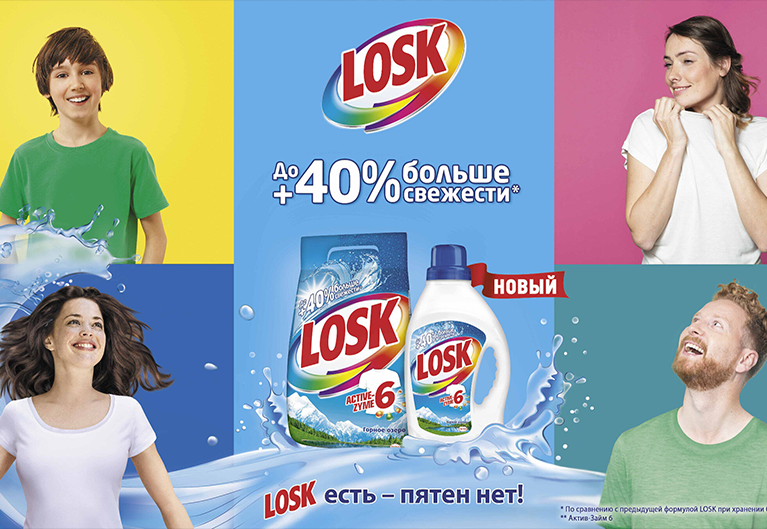 LOSK
До
+40% больше
свежести*
+40% больше
свежести
LOSK
ACTIVE-
ZYME 6
Горное озеро
LOSK
6
НОВЫЙ
LOSK есть – пятен нет!
* По сравнению с предыдущей формулой LOSK при хранении
** Актив-Займ 6